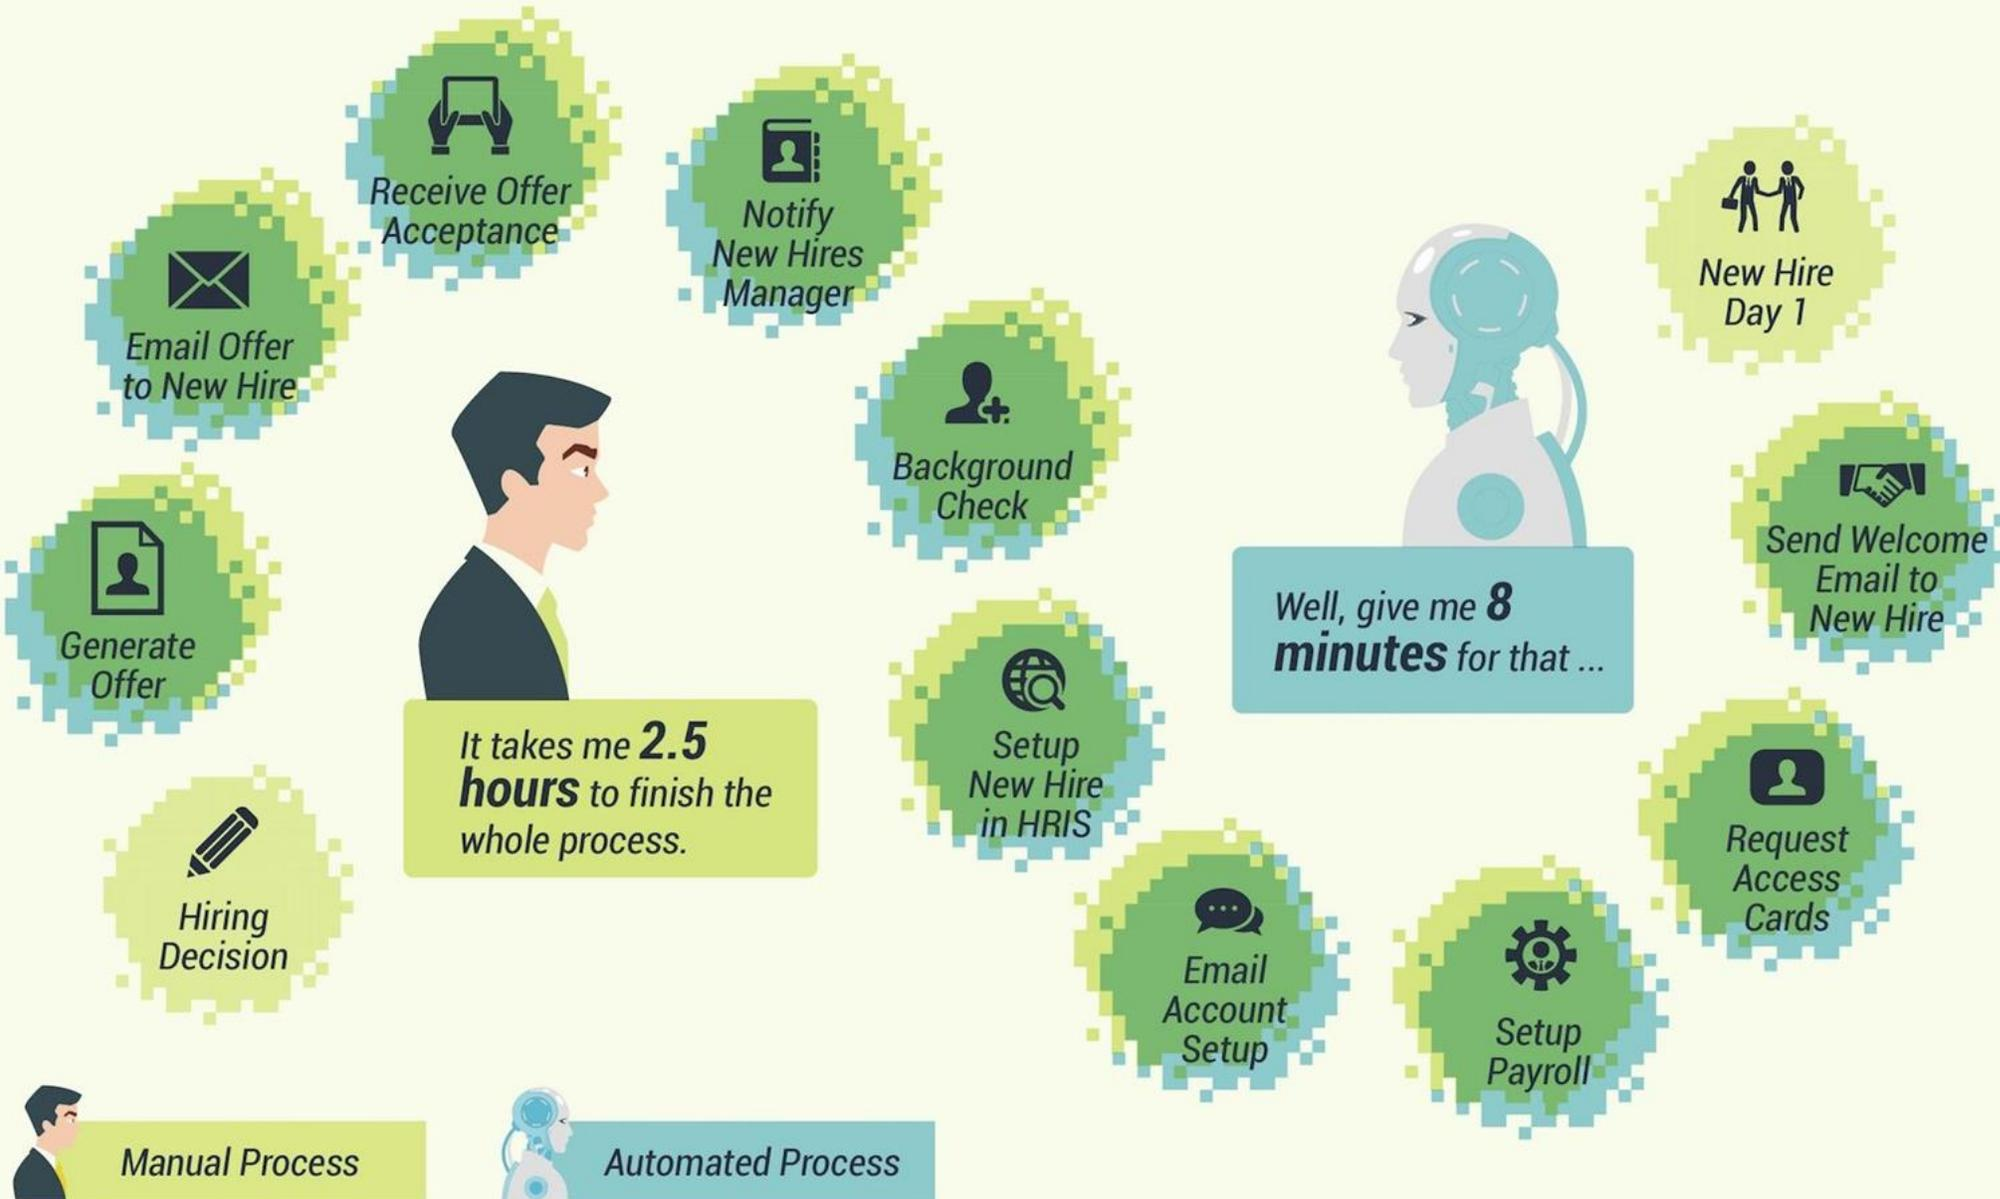 Receive Offer
Acceptance
Notify
New Hires
Manager
Email Offer
to New Hire
New Hire
Day 1
Background
Check
Send Welcome
Email to
New Hire
Generate
Offer
Well, give me 8
minutes for that ...
It takes me 2.5
hours to finish the
whole process.
Setup
New Hire
in HRIS
Request
Access
Cards
Hiring
Decision
Email
Account
Setup
Setup
Payroll
Manual Process
Automated Process